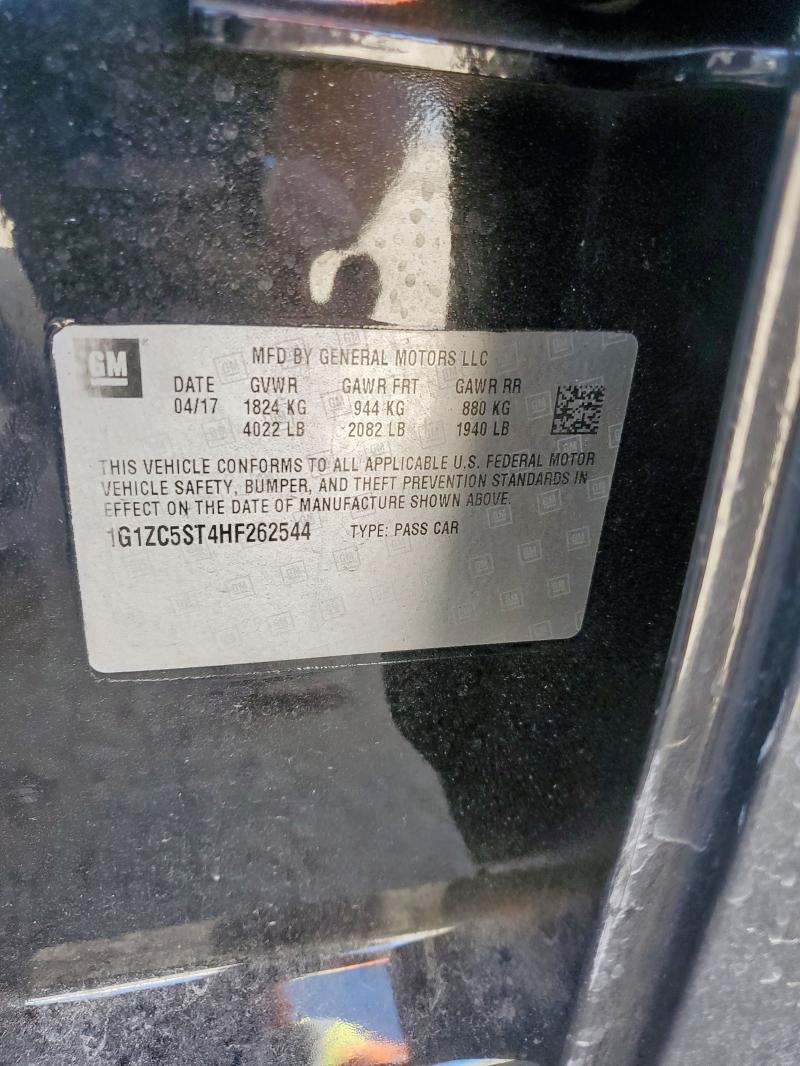 GM
MFD BY GENERAL MOTORS LLC
DATE GVWR GAWR FRT GAWR RR
04/17 1824 KG 944 KG 880 KG
4022 LB 2082 LB 1940 LB
THIS VEHICLE CONFORMS TO ALL APPLICABLE U.S. FEDERAL MOTOR
VEHICLE SAFETY, BUMPER, AND THEFT PREVENTION STANDARDS IN
EFFECT ON THE DATE OF MANUFACTURE SHOWN ABOVE.
1G1ZC5ST4HF262544 TYPE: PASS CAR